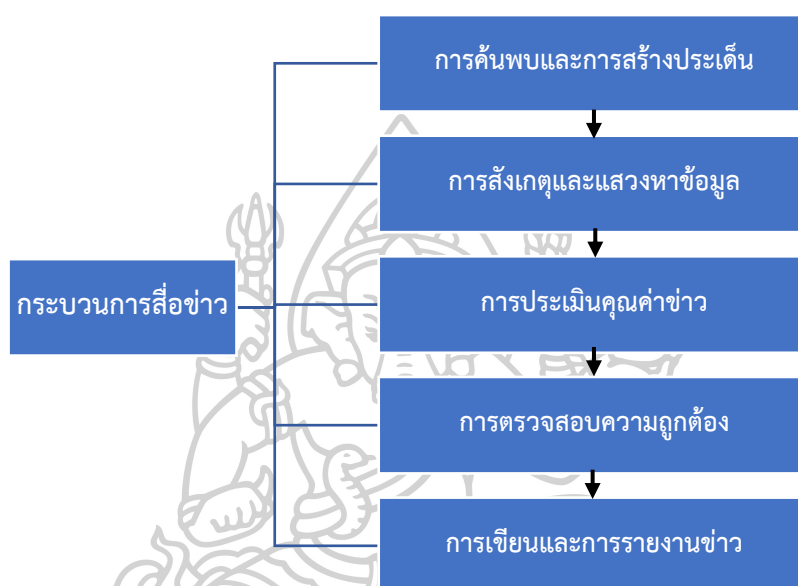 การค้นพบและการสร้างประเด็น
การสังเกตุและแสวงหาข้อมูล
กระบวนการสื่อข่าว
การประเมินคุณค่าข่าว
การตรวจสอบความถูกต้อง
การเขียนและการรายงานข่าว